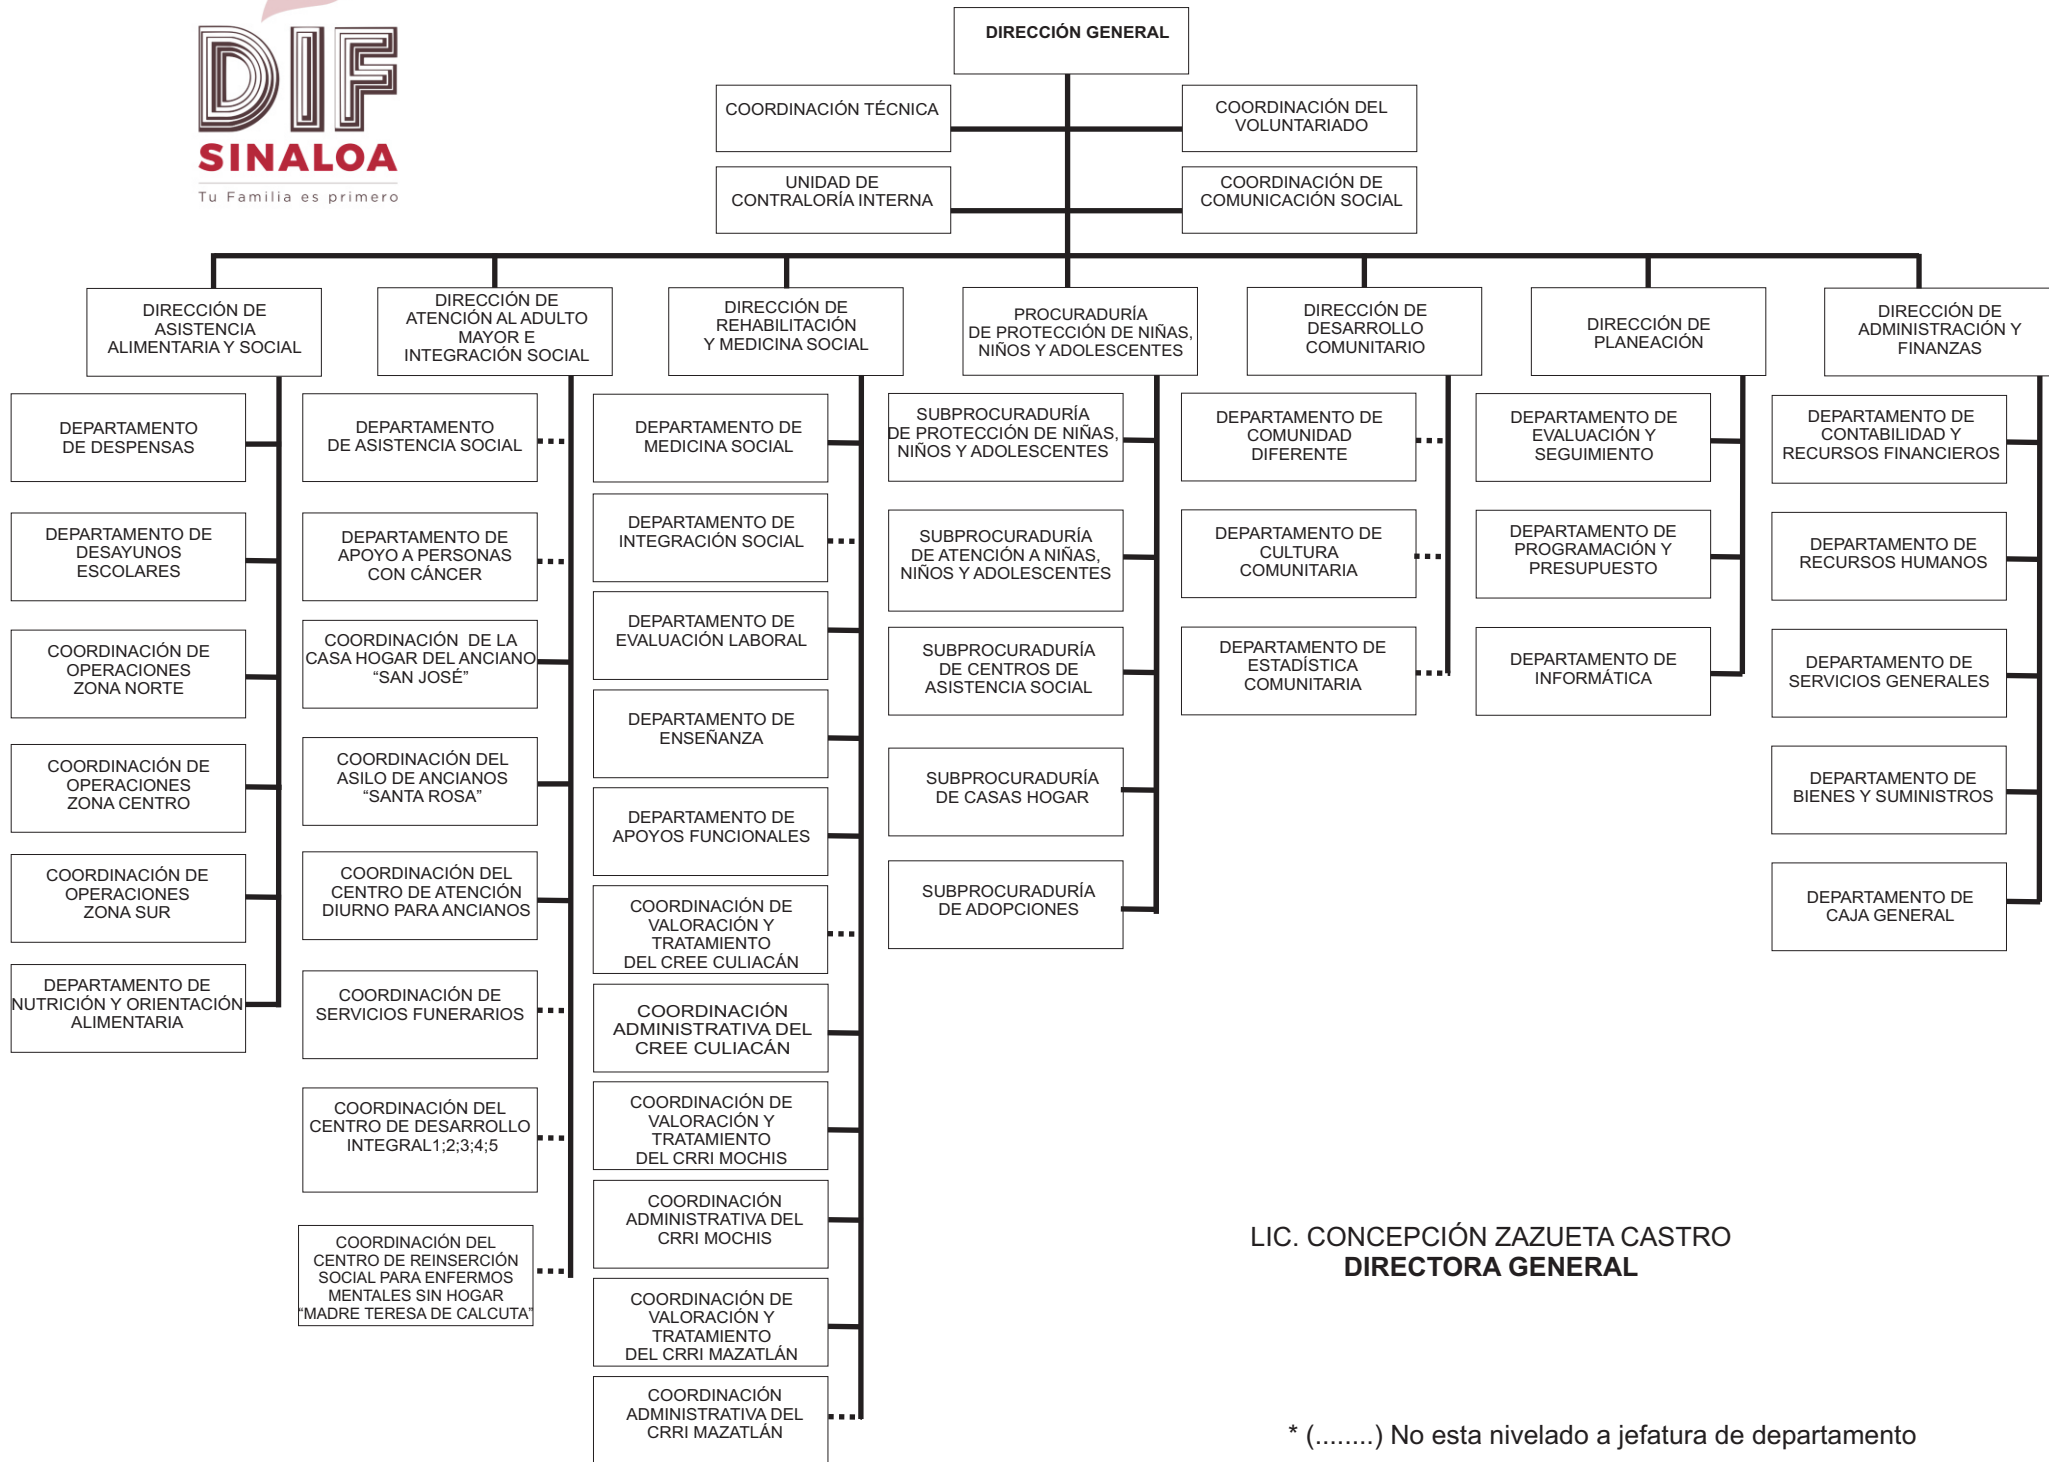 DIF
SINALOA
Tu Familia es primero
DIRECCIÓN GENERAL
COORDINACIÓN TÉCNICA
COORDINACIÓN DEL
VOLUNTARIADO
UNIDAD DE
CONTRALORÍA INTERNA
COORDINACIÓN DE
COMUNICACIÓN SOCIAL
DIRECCIÓN DE
ASISTENCIA
ALIMENTARIA Y SOCIAL
DEPARTAMENTO
DE DESPENSAS
DEPARTAMENTO DE
DESAYUNOS
ESCOLARES
COORDINACIÓN DE
OPERACIONES
ZONA NORTE
COORDINACIÓN DE
OPERACIONES
ZONA CENTRO
COORDINACIÓN DE
OPERACIONES
ZONA SUR
DEPARTAMENTO DE
NUTRICIÓN Y ORIENTACIÓN
ALIMENTARIA
DIRECCIÓN DE
ATENCIÓN AL ADULTO
MAYOR E
INTEGRACIÓN SOCIAL
DEPARTAMENTO
DE ASISTENCIA SOCIAL
DEPARTAMENTO DE
APOYO A PERSONAS
CON CÁNCER
COORDINACIÓN DE LA
CASA HOGAR DEL ANCIANO
“SAN JOSÉ”
COORDINACIÓN DEL
ASILO DE ANCIANOS
“SANTA ROSA”
COORDINACIÓN DEL
CENTRO DE ATENCIÓN
DIURNO PARA ANCIANOS
COORDINACIÓN DE
SERVICIOS FUNERARIOS
COORDINACIÓN DEL
CENTRO DE DESARROLLO
INTEGRAL1;2;3;4;5
COORDINACIÓN DEL
CENTRO DE REINSERCIÓN
SOCIAL PARA ENFERMOS
MENTALES SIN HOGAR
“MADRE TERESA DE CALCUTA”
DIRECCIÓN DE
REHABILITACIÓN
Y MEDICINA SOCIAL
DEPARTAMENTO DE
MEDICINA SOCIAL
DEPARTAMENTO DE
INTEGRACIÓN SOCIAL
DEPARTAMENTO DE
EVALUACIÓN LABORAL
DEPARTAMENTO DE
ENSEÑANZA
DEPARTAMENTO DE
APOYOS FUNCIONALES
COORDINACIÓN DE
VALORACIÓN Y
TRATAMIENTO
DEL CREE CULIACÁN
COORDINACIÓN
ADMINISTRATIVA DEL
CREE CULIACÁN
COORDINACIÓN DE
VALORACIÓN Y
TRATAMIENTO
DEL CRRI MOCHIS
COORDINACIÓN
ADMINISTRATIVA DEL
CRRI MOCHIS
COORDINACIÓN DE
VALORACIÓN Y
TRATAMIENTO
DEL CRRI MAZATLÁN
COORDINACIÓN
ADMINISTRATIVA DEL
CRRI MAZATLÁN
PROCURADURÍA
DE PROTECCIÓN DE NIÑAS,
NIÑOS Y ADOLESCENTES
SUBPROCURADURÍA
DE PROTECCIÓN DE NIÑAS,
NIÑOS Y ADOLESCENTES
SUBPROCURADURÍA
DE ATENCIÓN A NIÑAS,
NIÑOS Y ADOLESCENTES
SUBPROCURADURÍA
DE CENTROS DE
ASISTENCIA SOCIAL
SUBPROCURADURÍA
DE CASAS HOGAR
SUBPROCURADURÍA
DE ADOPCIONES
DIRECCIÓN DE
DESARROLLO
COMUNITARIO
DEPARTAMENTO DE
COMUNIDAD
DIFERENTE
DEPARTAMENTO DE
CULTURA
COMUNITARIA
DEPARTAMENTO DE
ESTADÍSTICA
COMUNITARIA
DIRECCIÓN DE
PLANEACIÓN
DEPARTAMENTO DE
EVALUACIÓN Y
SEGUIMIENTO
DEPARTAMENTO DE
PROGRAMACIÓN Y
PRESUPUESTO
DEPARTAMENTO DE
INFORMÁTICA
DIRECCIÓN DE
ADMINISTRACIÓN Y
FINANZAS
DEPARTAMENTO DE
CONTABILIDAD Y
RECURSOS FINANCIEROS
DEPARTAMENTO DE
RECURSOS HUMANOS
DEPARTAMENTO DE
SERVICIOS GENERALES
DEPARTAMENTO DE
BIENES Y SUMINISTROS
DEPARTAMENTO DE
CAJA GENERAL
LIC. CONCEPCIÓN ZAZUETA CASTRO
DIRECTORA GENERAL
* (........) No esta nivelado a jefatura de departamento